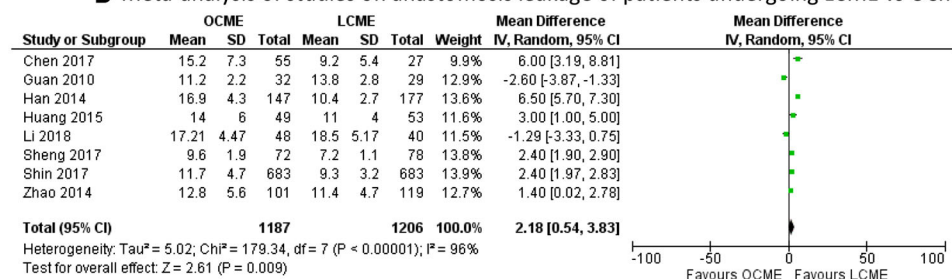 OCME LCME Mean Difference Mean Difference
Study or Subgroup Mean SD Total Mean SD Total Weight IV, Random, 95% CI IV, Random, 95% CI
Chen 2017 15.2 7.3 55 9.2 5.4 27 9.9% 6.00 [3.19, 8.81]
Guan 2010 11.2 2.2 32 13.8 2.8 29 12.9% -2.60 [-3.87, -1.33]
Han 2014 16.9 4.3 147 10.4 2.7 177 13.6% 6.50 [5.70, 7.30]
Huang 2015 14 6 49 11 4 53 11.6% 3.00 [1.00, 5.00]
Li 2018 17.21 4.47 48 18.5 5.17 40 11.5% -1.29 [-3.33, 0.75]
Sheng 2017 9.6 1.9 72 7.2 1.1 78 13.8% 2.40 [1.90, 2.90]
Shin 2017 11.7 4.7 683 9.3 3.2 683 13.9% 2.40 [1.97, 2.83]
Zhao 2014 12.8 5.6 101 11.4 4.7 119 12.7% 1.40 [0.02, 2.78]
Total (95% CI) 1187 1206 100.0% 2.18 [0.54, 3.83]
Heterogeneity: Tau² = 5.02; Chi² = 179.34, df = 7 (P < 0.00001); I² = 96%
Test for overall effect: Z = 2.61 (P = 0.009)
-100 -50 0 50 100
Favours OCME Favours LCME